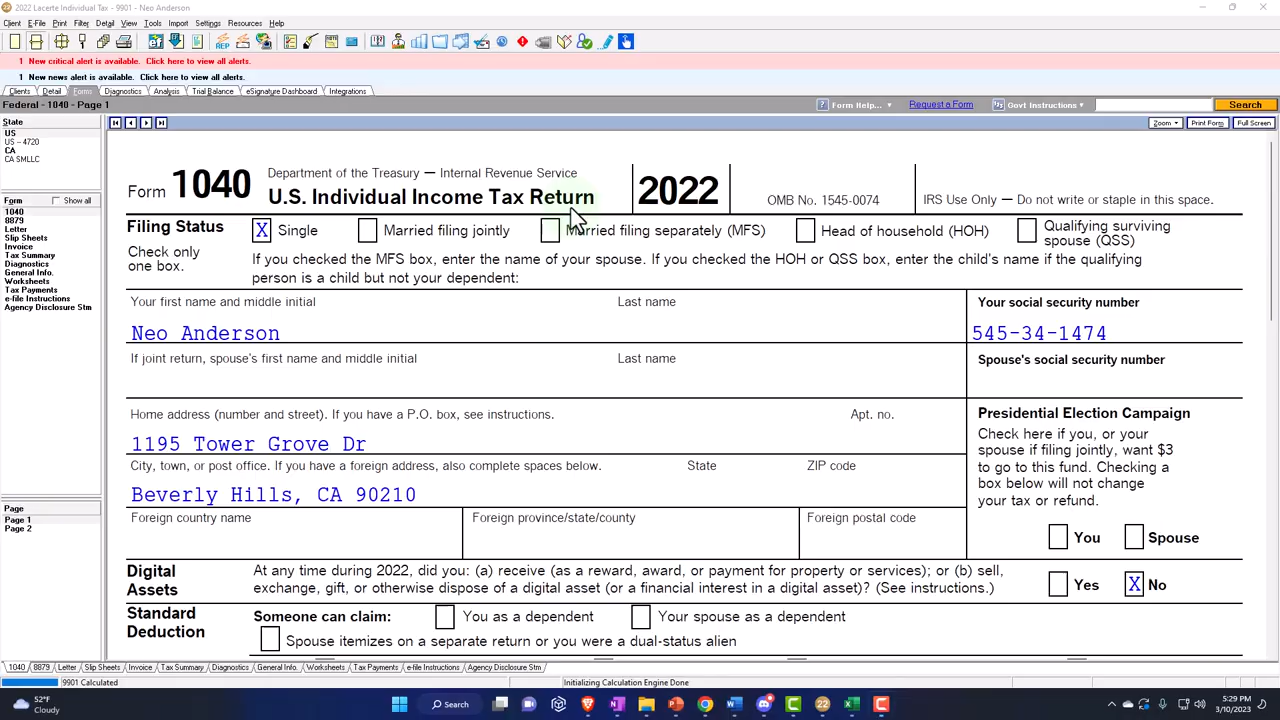 2022 Lacerte Individual Tax - 9901 - Neo Anderson
Client E-File Print Filter Detail View Tools Import Settings Resources Help
1 New critical alert is available. Click here to view all alerts.
1 New news alert is available. Click here to view all alerts.
Clients Detail Forms Diagnostics Analysis Trial Balance eSignature Dashboard Integrations
Federal - 1040 - Page 1 Form Help... Request a Form Govt Instructions Search
State
US
US - 4720
CA
CA SMLLC
Form Show all
1040
8879
Letter
Slip Sheets
Invoice
Tax Summary
Diagnostics
General Info.
Worksheets
Tax Payments
e-file Instructions
Agency Disclosure Stm
Page
Page 1
Page 2
Zoom Print Form Full Screen
Form 1040 Department of the Treasury — Internal Revenue Service
U.S. Individual Income Tax Return 2022 OMB No. 1545-0074 IRS Use Only — Do not write or staple in this space.
Filing Status X Single Married filing jointly Married filing separately (MFS) Head of household (HOH) Qualifying surviving spouse (QSS)
Check only one box.
If you checked the MFS box, enter the name of your spouse. If you checked the HOH or QSS box, enter the child's name if the qualifying
person is a child but not your dependent:
Your first name and middle initial Last name Your social security number
Neo Anderson 545-34-1474
If joint return, spouse's first name and middle initial Last name Spouse's social security number
Home address (number and street). If you have a P.O. box, see instructions. Apt. no.
1195 Tower Grove Dr
City, town, or post office. If you have a foreign address, also complete spaces below. State ZIP code
Beverly Hills, CA 90210
Foreign country name Foreign province/state/county Foreign postal code
Presidential Election Campaign
Check here if you, or your
spouse if filing jointly, want $3
to go to this fund. Checking a
box below will not change
your tax or refund.
You Spouse
Digital Assets
At any time during 2022, did you: (a) receive (as a reward, award, or payment for property or services); or (b) sell,
exchange, gift, or otherwise dispose of a digital asset (or a financial interest in a digital asset)? (See instructions.) Yes X No
Standard Deduction
Someone can claim: You as a dependent Your spouse as a dependent
Spouse itemizes on a separate return or you were a dual-status alien
1040 8879 Letter Slip Sheets Invoice Tax Summary Diagnostics General Info. Worksheets Tax Payments e-file Instructions Agency Disclosure Stm
9901 Calculated Initializing Calculation Engine Done
52°F
Cloudy
Search
5:29 PM
3/10/2023